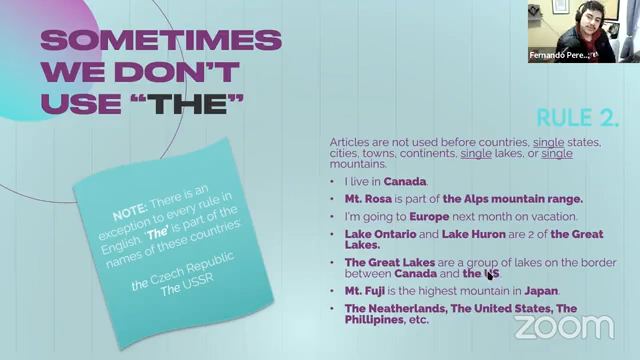 SOMETIMES
WE DON'T
USE "THE"
Fernando Pere...
RULE 2.
Articles are not used before countries, single states,
cities, towns, continents, single lakes, or single
mountains.
• I live in Canada.
• Mt. Rosa is part of the Alps mountain range.
• I'm going to Europe next month on vacation.
• Lake Ontario and Lake Huron are 2 of the Great
Lakes.
• The Great Lakes are a group of lakes on the border
between Canada and the US.
• Mt. Fuji is the highest mountain in Japan.
• The Neatherlands, The United States, The
Phillipines, etc.
NOTE: There is an
exception to every rule in
English. 'The' is part of the
names of these countries:
the Czech Republic
The USSR
zoom